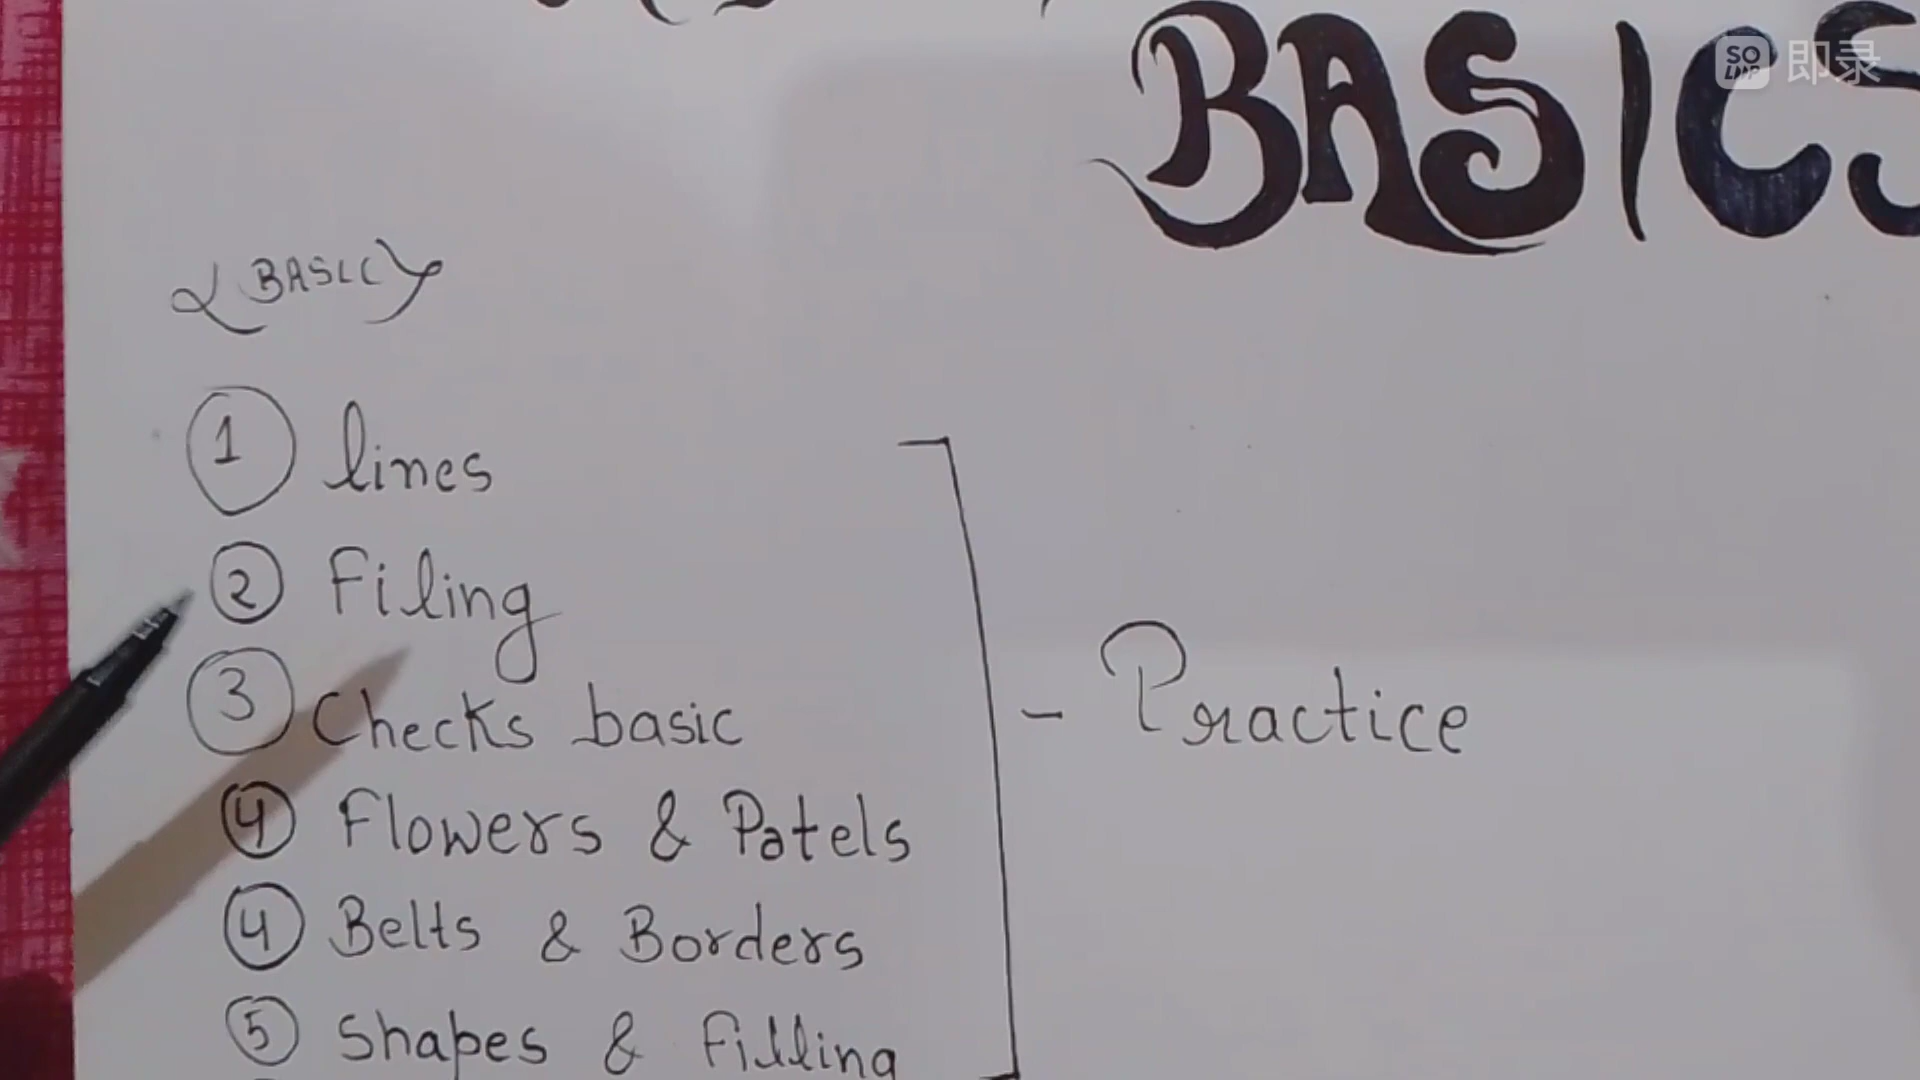 BASICS
SO
LOOP
即录
BASIC
1 lines
2 Filing
3 Checks basic
4 Flowers & Patels
4 Belts & Borders
5 Shapes & Filling
- Practice